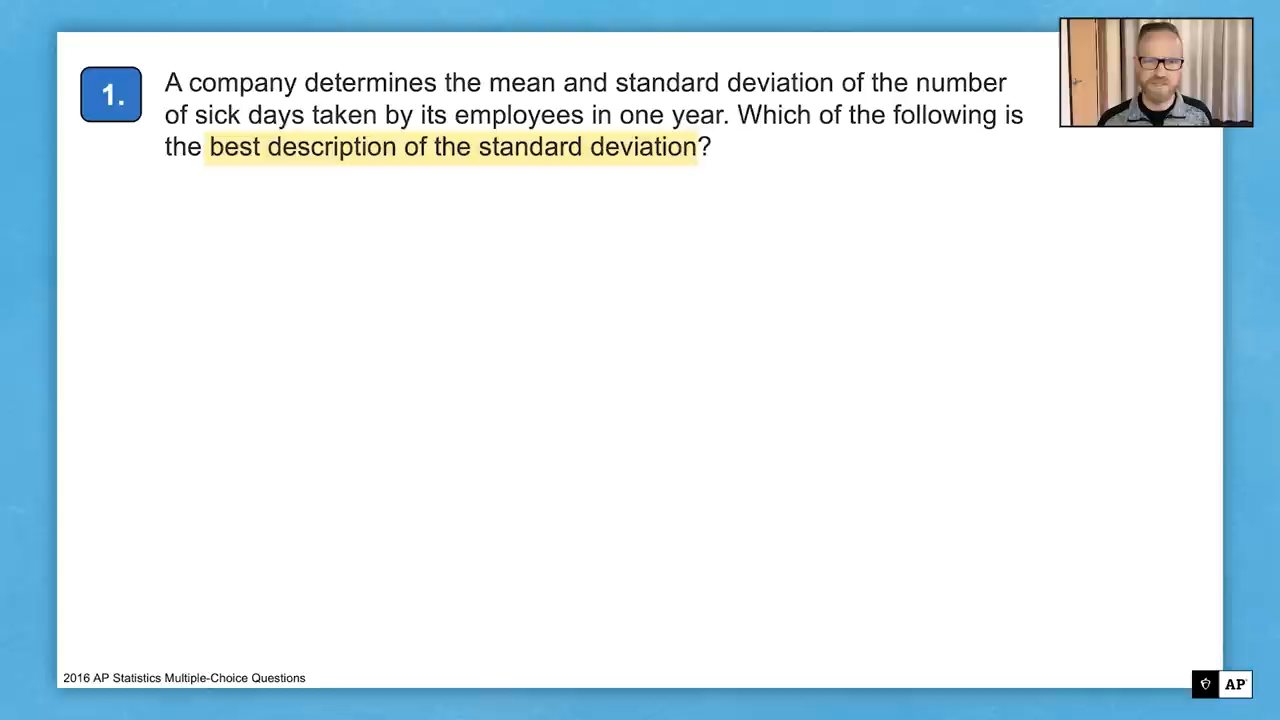 1.
A company determines the mean and standard deviation of the number
of sick days taken by its employees in one year. Which of the following is
the best description of the standard deviation?
2016 AP Statistics Multiple-Choice Questions
AP